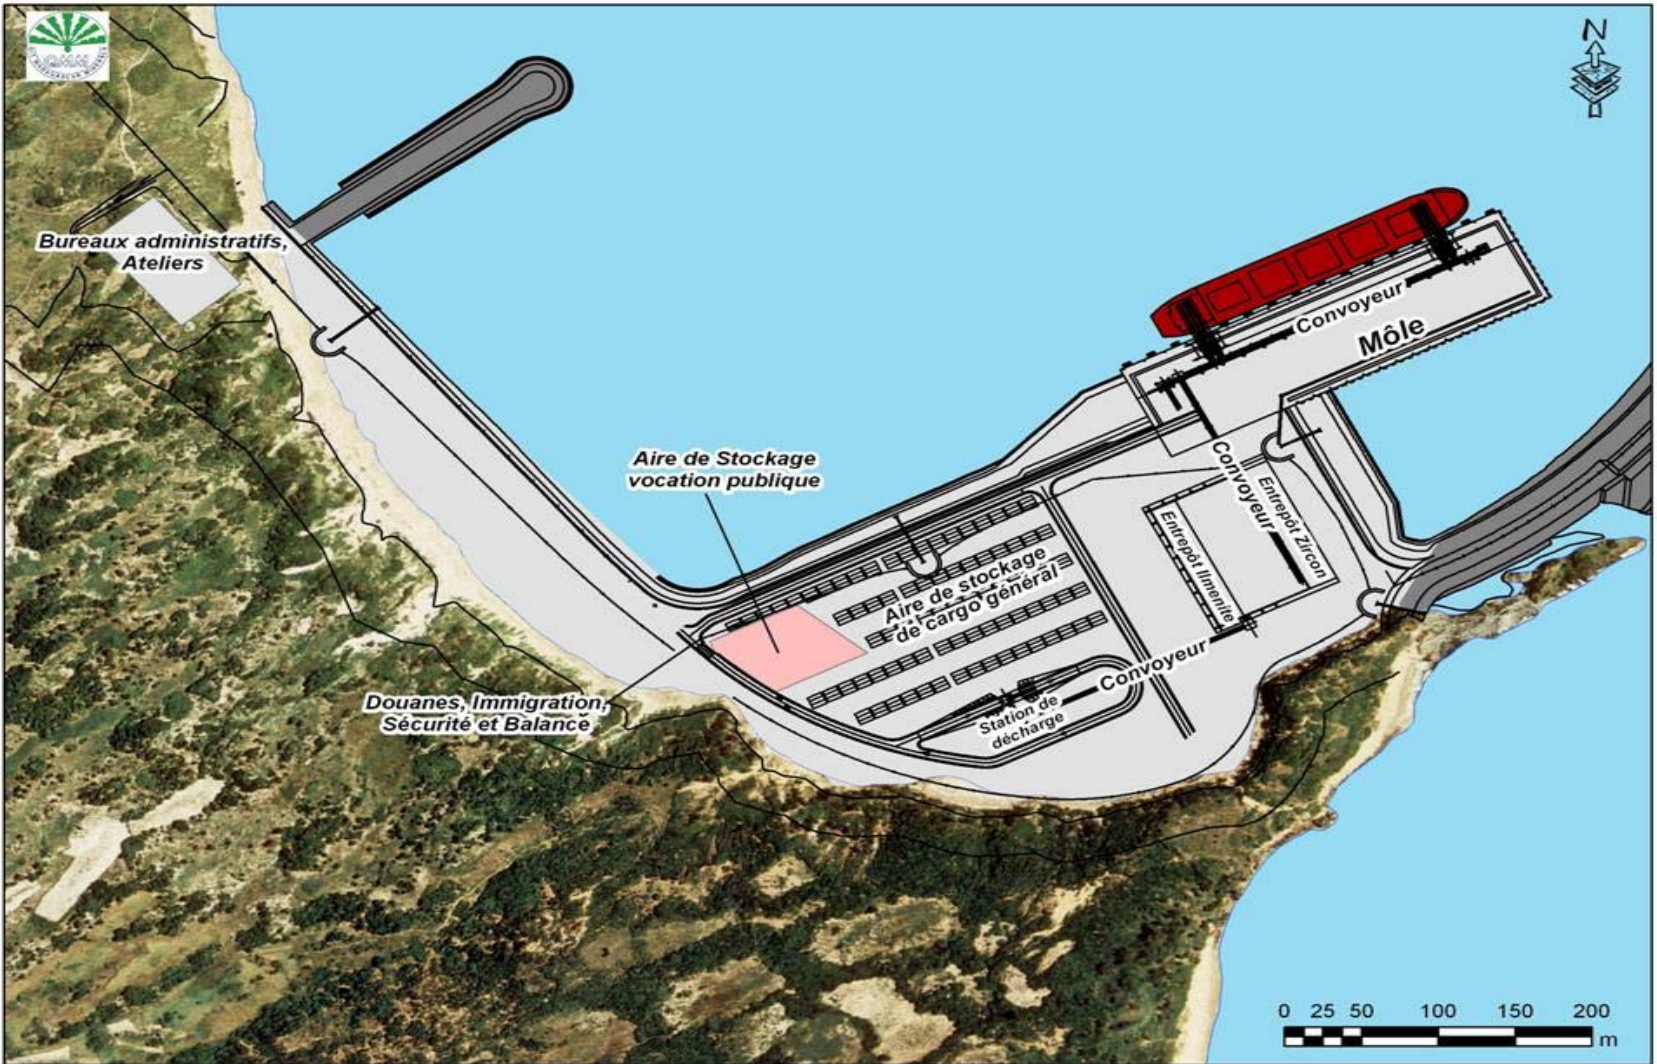 QMM
N
Bureaux administratifs,
Ateliers
Convoyeur
Môle
Aire de Stockage
vocation publique
Convoyeur
Entrepôt Zircon
Entrepôt Ilmenite
Aire de stockage
de cargo général
Convoyeur
Douanes, Immigration,
Sécurité et Balance
Station de
décharge
0 25 50 100 150 200
m